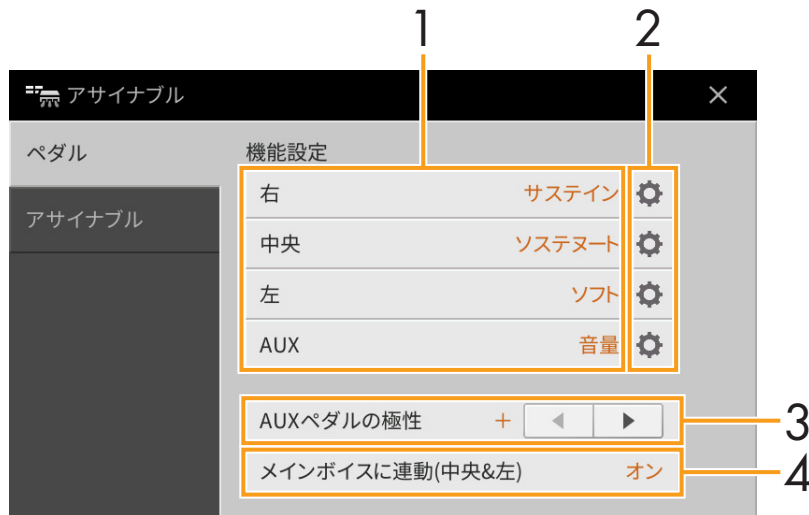 1 2
アサイナブル ×
ペダル
アサイナブル
機能設定
右 サステイン
中央 ソステヌート
左 ソフト
AUX 音量
AUXペダルの極性 + 3
メインボイスに連動(中央&左) オン 4